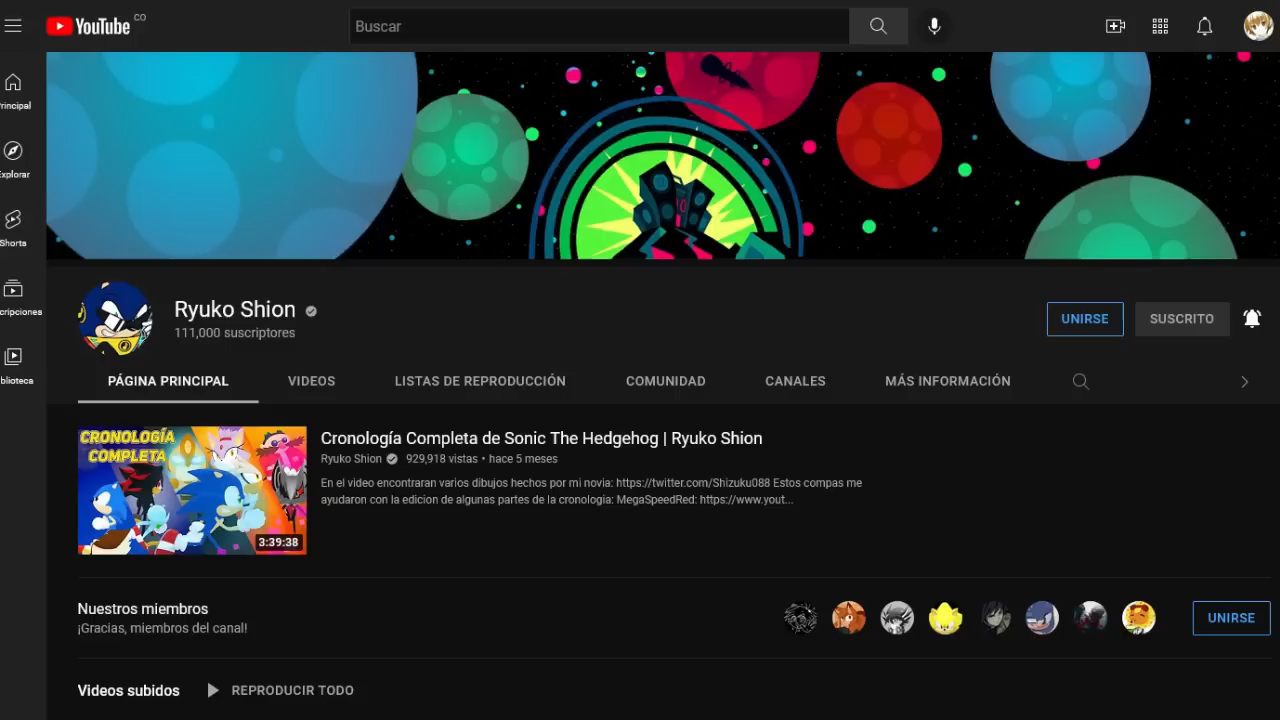 YouTube CO
Buscar
Principal
Explorar
Shorts
cripciones
blioteca
Ryuko Shion
111,000 suscriptores
UNIRSE
SUSCRITO
PÁGINA PRINCIPAL
VIDEOS
LISTAS DE REPRODUCCIÓN
COMUNIDAD
CANALES
MÁS INFORMACIÓN
CRONOLOGÍA
COMPLETA
3:39:38
Cronología Completa de Sonic The Hedgehog | Ryuko Shion
Ryuko Shion 929,918 vistas • hace 5 meses
En el video encontraran varios dibujos hechos por mi novia: https://twitter.com/Shizuku088 Estos compas me
ayudaron con la edicion de algunas partes de la cronologia: MegaSpeedRed: https://www.yout...
Nuestros miembros
¡Gracias, miembros del canal!
UNIRSE
Videos subidos
REPRODUCIR TODO